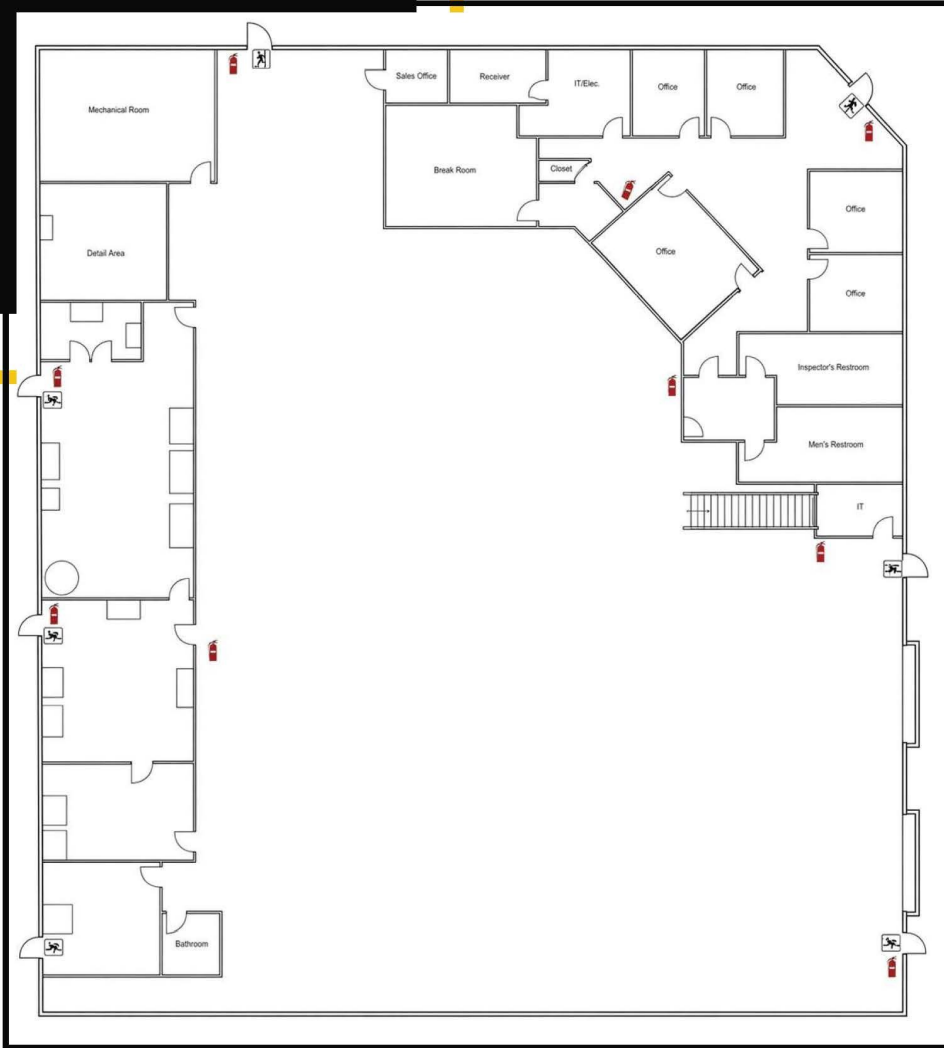 Mechanical Room
Sales Office
Receiver
IT/Elec.
Office
Office
Break Room
Closet
Office
Office
Detail Area
Office
Inspector's Restroom
Men's Restroom
IT
Bathroom